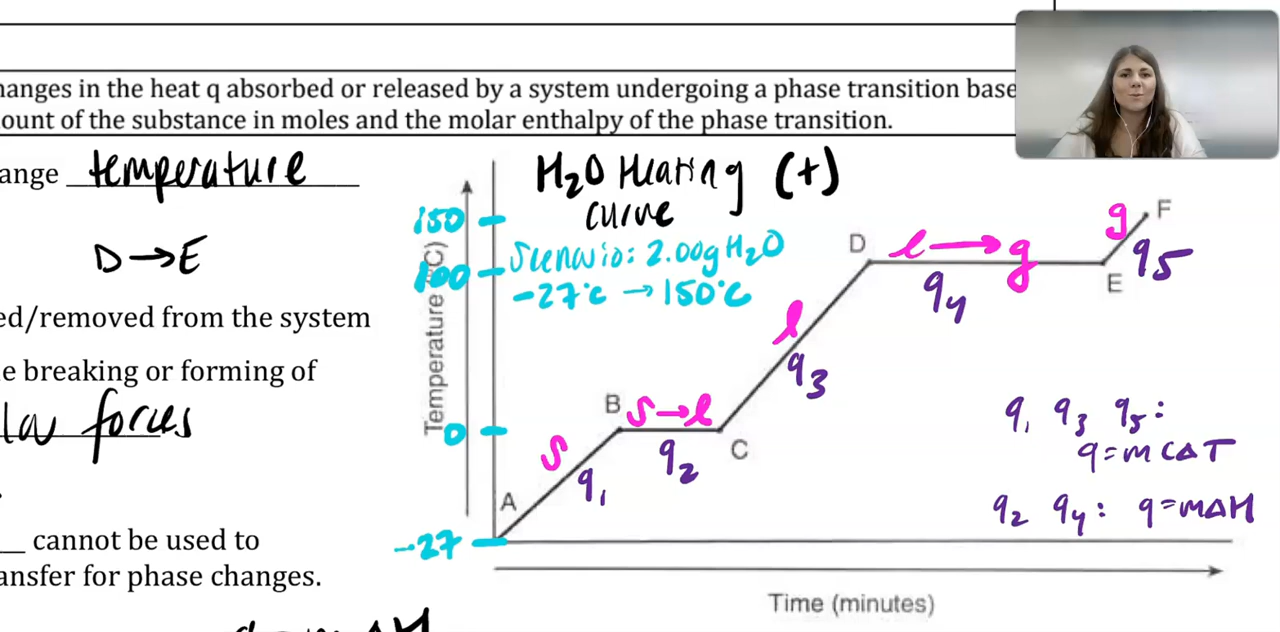 hanges in the heat q absorbed or released by a system undergoing a phase transition base
ount of the substance in moles and the molar enthalpy of the phase transition.
ange temperature
D→E
ed/removed from the system
e breaking or forming of
forces
cannot be used to
ansfer for phase changes.
H2O Heating (+)
curve
Scenario: 2.00g H2O
-27°C → 150°C
150
100
0
-27
Temperature (°C)
A
B
C
D
E
F
s
s→l
l
l→g
g
q1
q2
q3
q4
q5
q1 q3 q5:
q=mCΔT
q2 q4: q=mΔH
Time (minutes)